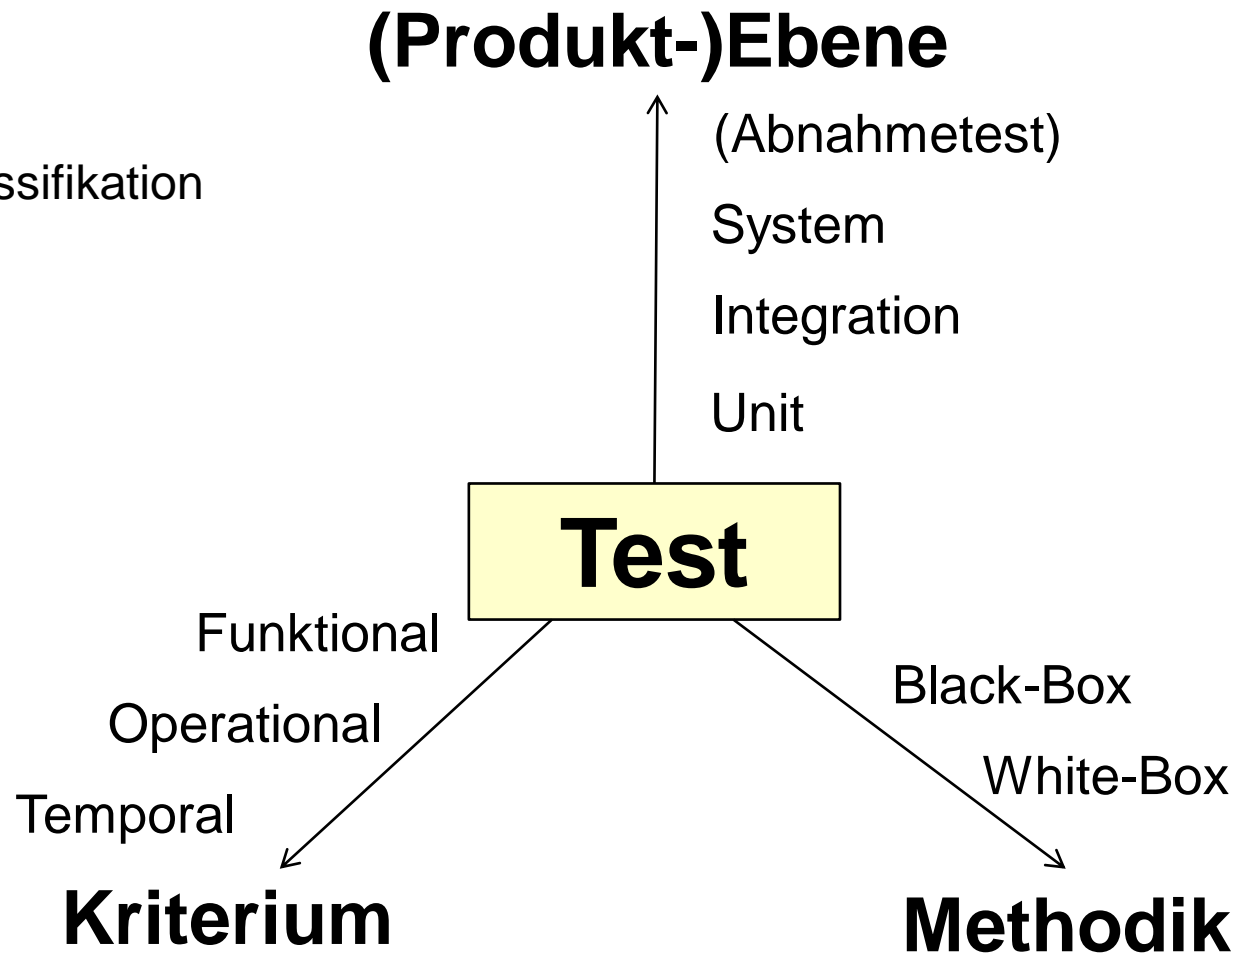 (Produkt-)Ebene
(Abnahmetest)
ssifikation
System
Integration
Unit
Test
Funktional
Black-Box
Operational
White-Box
Temporal
Kriterium
Methodik